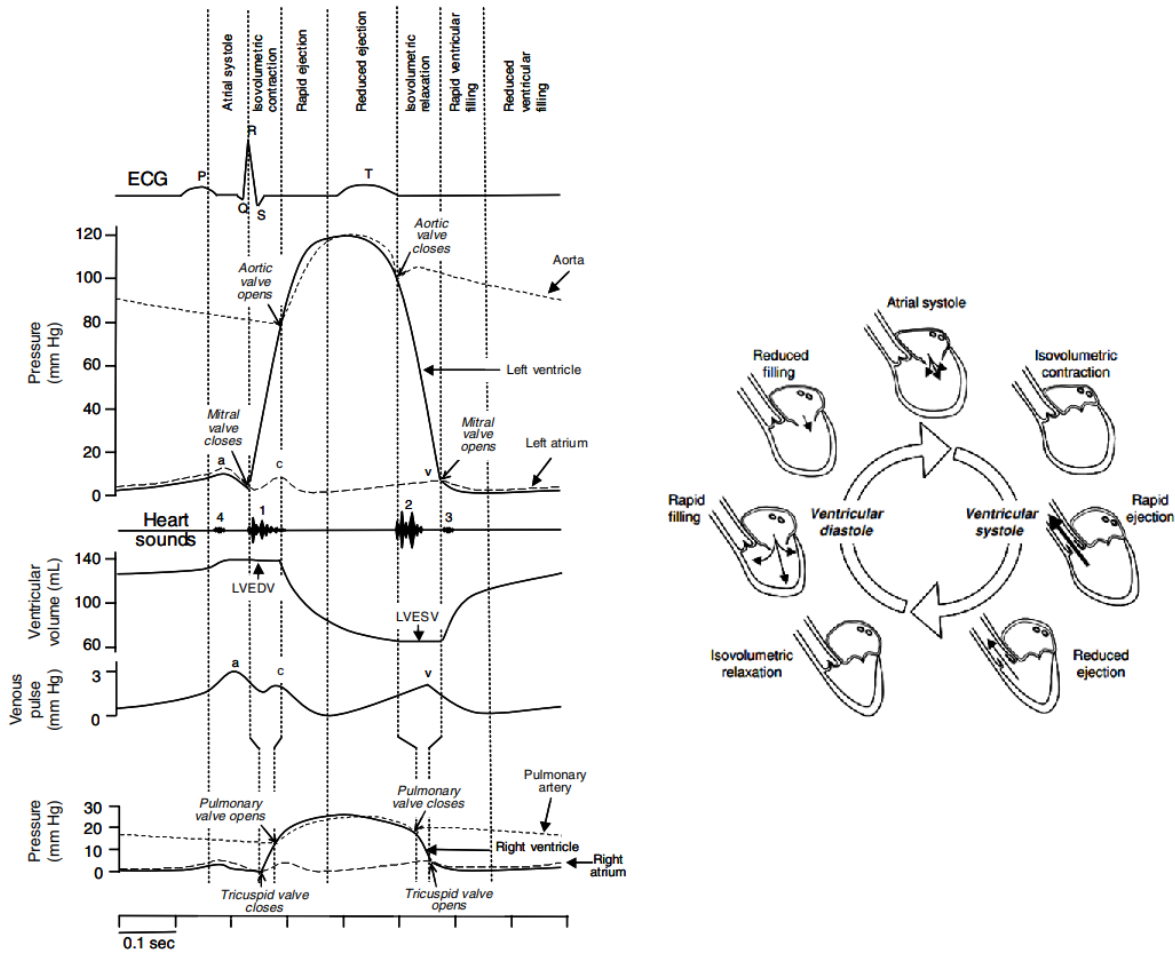 Atrial systole
Isovolumetric
contraction
Rapid ejection
Reduced ejection
Isovolumetric
relaxation
Rapid ventricular
filling
Reduced
ventricular
filling
R
ECG
P
T
Q
S
120
100
80
60
40
20
0
Pressure
(mm Hg)
Aortic
valve
closes
Aortic
valve
opens
Aorta
Left ventricle
Mitral
valve
closes
Mitral
valve
opens
Left atrium
a
c
v
Heart
sounds
4
1
2
3
140
100
60
Ventricular
volume (mL)
LVEDV
LVESV
3
0
Venous
pulse
(mm Hg)
a
c
v
30
20
10
0
Pressure
(mm Hg)
Pulmonary
valve opens
Pulmonary
valve closes
Pulmonary
artery
Right ventricle
Right
atrium
Tricuspid valve
closes
Tricuspid valve
opens
0.1 sec
Atrial systole
Reduced
filling
Isovolumetric
contraction
Rapid
filling
Ventricular
diastole
Ventricular
systole
Rapid
ejection
Isovolumetric
relaxation
Reduced
ejection